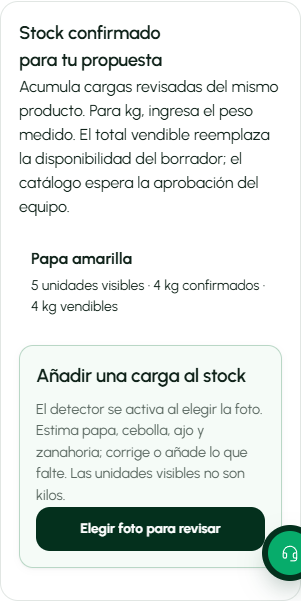 Stock confirmado
para tu propuesta
Acumula cargas revisadas del mismo
producto. Para kg, ingresa el peso
medido. El total vendible reemplaza
la disponibilidad del borrador; el
catálogo espera la aprobación del
equipo.
Papa amarilla
5 unidades visibles · 4 kg confirmados ·
4 kg vendibles
Añadir una carga al stock
El detector se activa al elegir la foto.
Estima papa, cebolla, ajo y
zanahoria; corrige o añade lo que
falte. Las unidades visibles no son
kilos.
Elegir foto para revisar